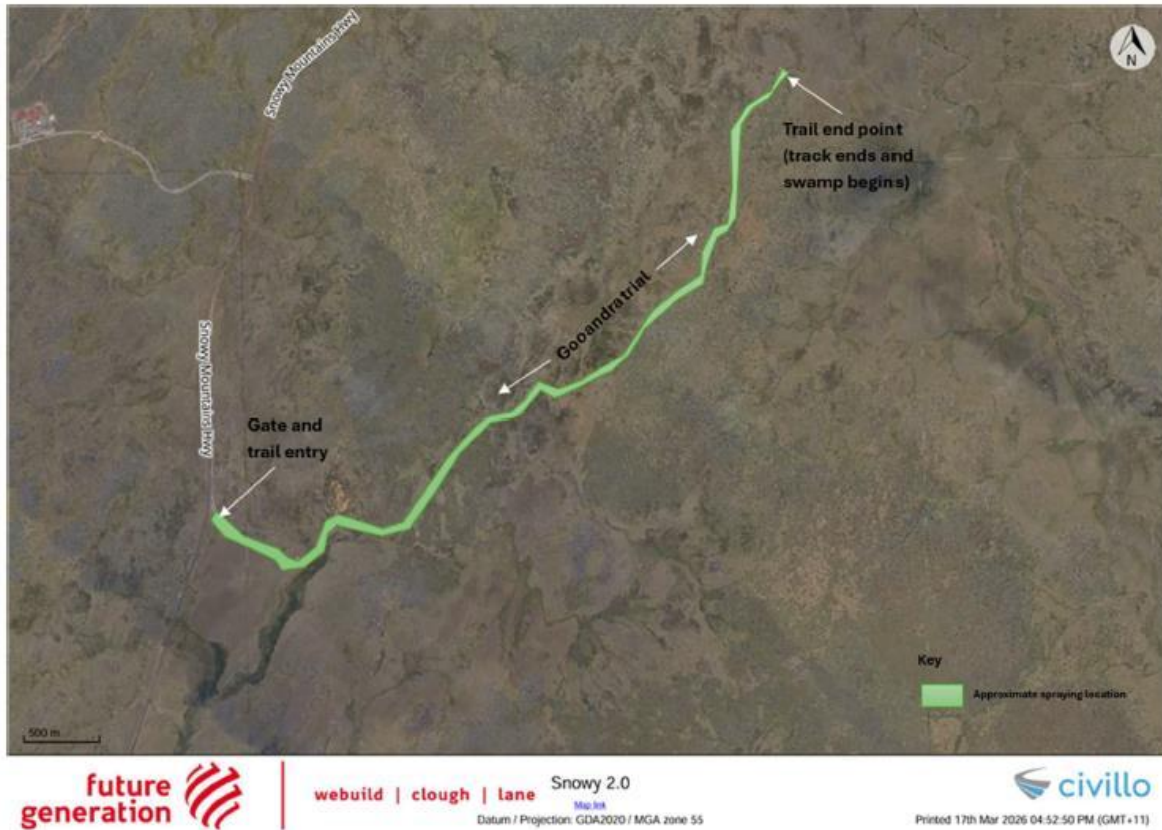 Snowy Mountains Hwy
N
Trail end point
(track ends and
swamp begins)
Gooandra trial
Snowy Mountains Hwy
Gate and
trail entry
Key
Approximate spraying location
500 m
future
generation
webuild | clough | lane
Snowy 2.0
Map link
Datum / Projection: GDA2020 / MGA zone 55
civillo
Printed 17th Mar 2026 04:52:50 PM (GMT+11)